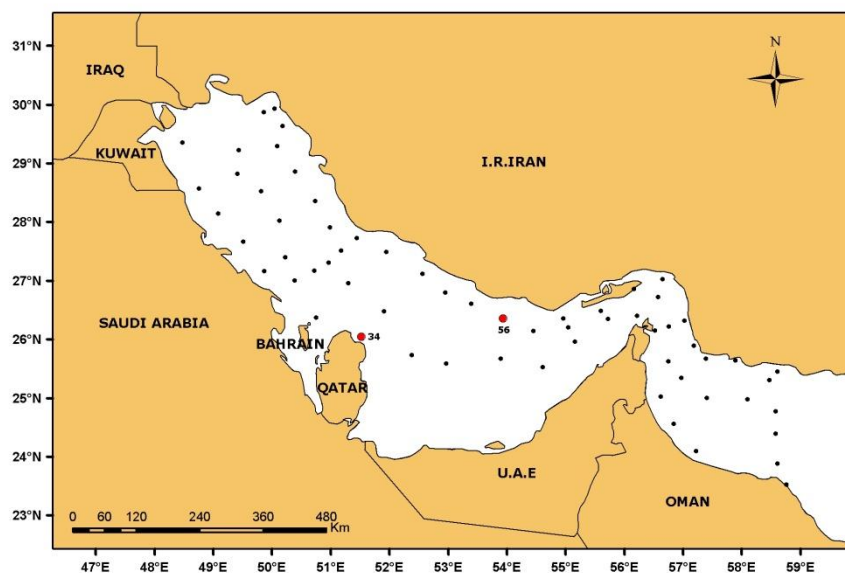 N
31°N
IRAQ
30°N
KUWAIT
I.R.IRAN
29°N
28°N
27°N
SAUDI ARABIA
56
26°N
BAHRAIN
34
QATAR
25°N
24°N
U.A.E
OMAN
23°N
0 60 120 240 360 480
Km
47°E 48°E 49°E 50°E 51°E 52°E 53°E 54°E 55°E 56°E 57°E 58°E 59°E